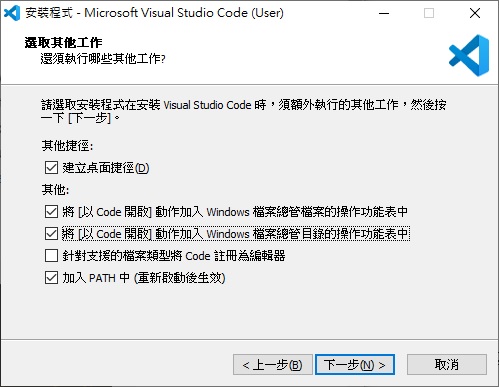 安裝程式 - Microsoft Visual Studio Code (User)
選取其他工作
還須執行哪些其他工作?
請選取安裝程式在安裝 Visual Studio Code 時，須額外執行的其他工作，然後按
一下 [下一步]。
其他捷徑:
建立桌面捷徑(D)
其他:
將 [以 Code 開啟] 動作加入 Windows 檔案總管檔案的操作功能表中
將 [以 Code 開啟] 動作加入 Windows 檔案總管目錄的操作功能表中
針對支援的檔案類型將 Code 註冊為編輯器
加入 PATH 中 (重新啟動後生效)
< 上一步(B) 下一步(N) > 取消